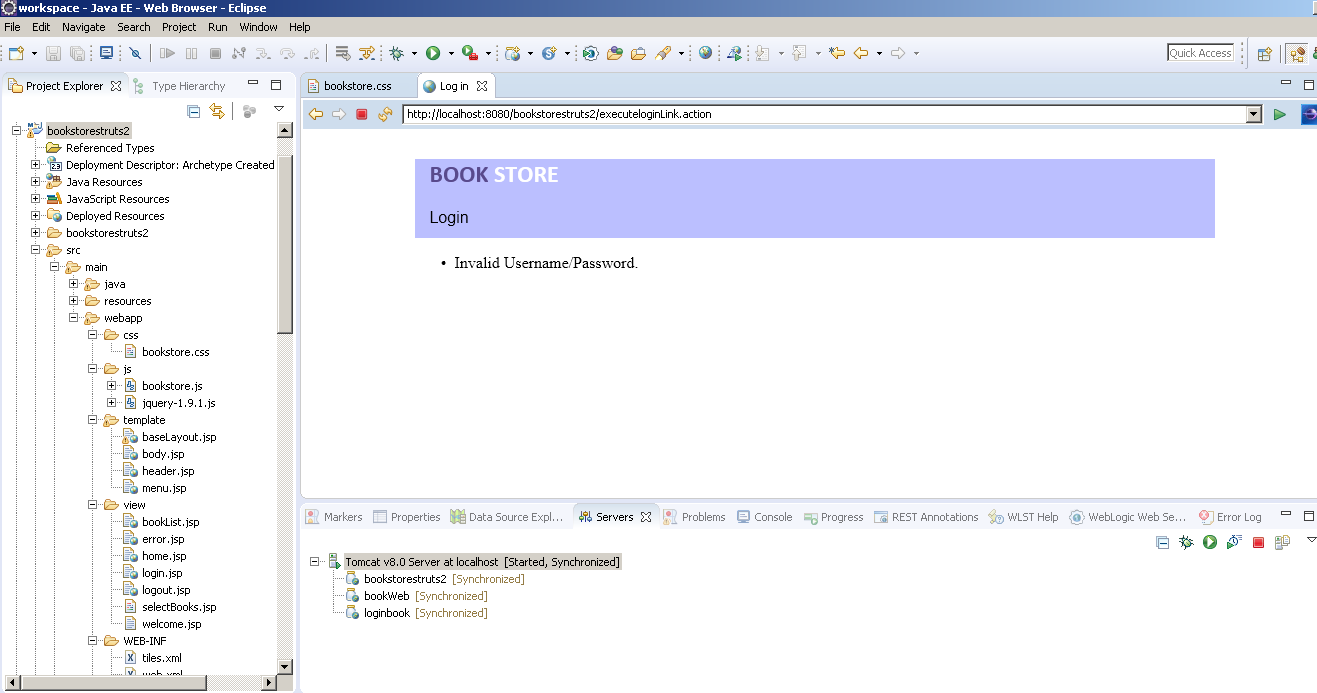 workspace - Java EE - Web Browser - Eclipse
File Edit Navigate Search Project Run Window Help
Quick Access
Project Explorer Type Hierarchy
bookstorestruts2
Referenced Types
Deployment Descriptor: Archetype Created
Java Resources
JavaScript Resources
Deployed Resources
bookstorestruts2
src
main
java
resources
webapp
css
bookstore.css
js
bookstore.js
jquery-1.9.1.js
template
baseLayout.jsp
body.jsp
header.jsp
menu.jsp
view
bookList.jsp
error.jsp
home.jsp
login.jsp
logout.jsp
selectBooks.jsp
welcome.jsp
WEB-INF
tiles.xml
web.xml
bookstore.css Log in
http://localhost:8080/bookstorestruts2/executeloginLink.action
BOOK STORE
Login
• Invalid Username/Password.
Markers Properties Data Source Expl... Servers Problems Console Progress REST Annotations WLST Help WebLogic Web Se... Error Log
Tomcat v8.0 Server at localhost [Started, Synchronized]
bookstorestruts2 [Synchronized]
bookWeb [Synchronized]
loginbook [Synchronized]